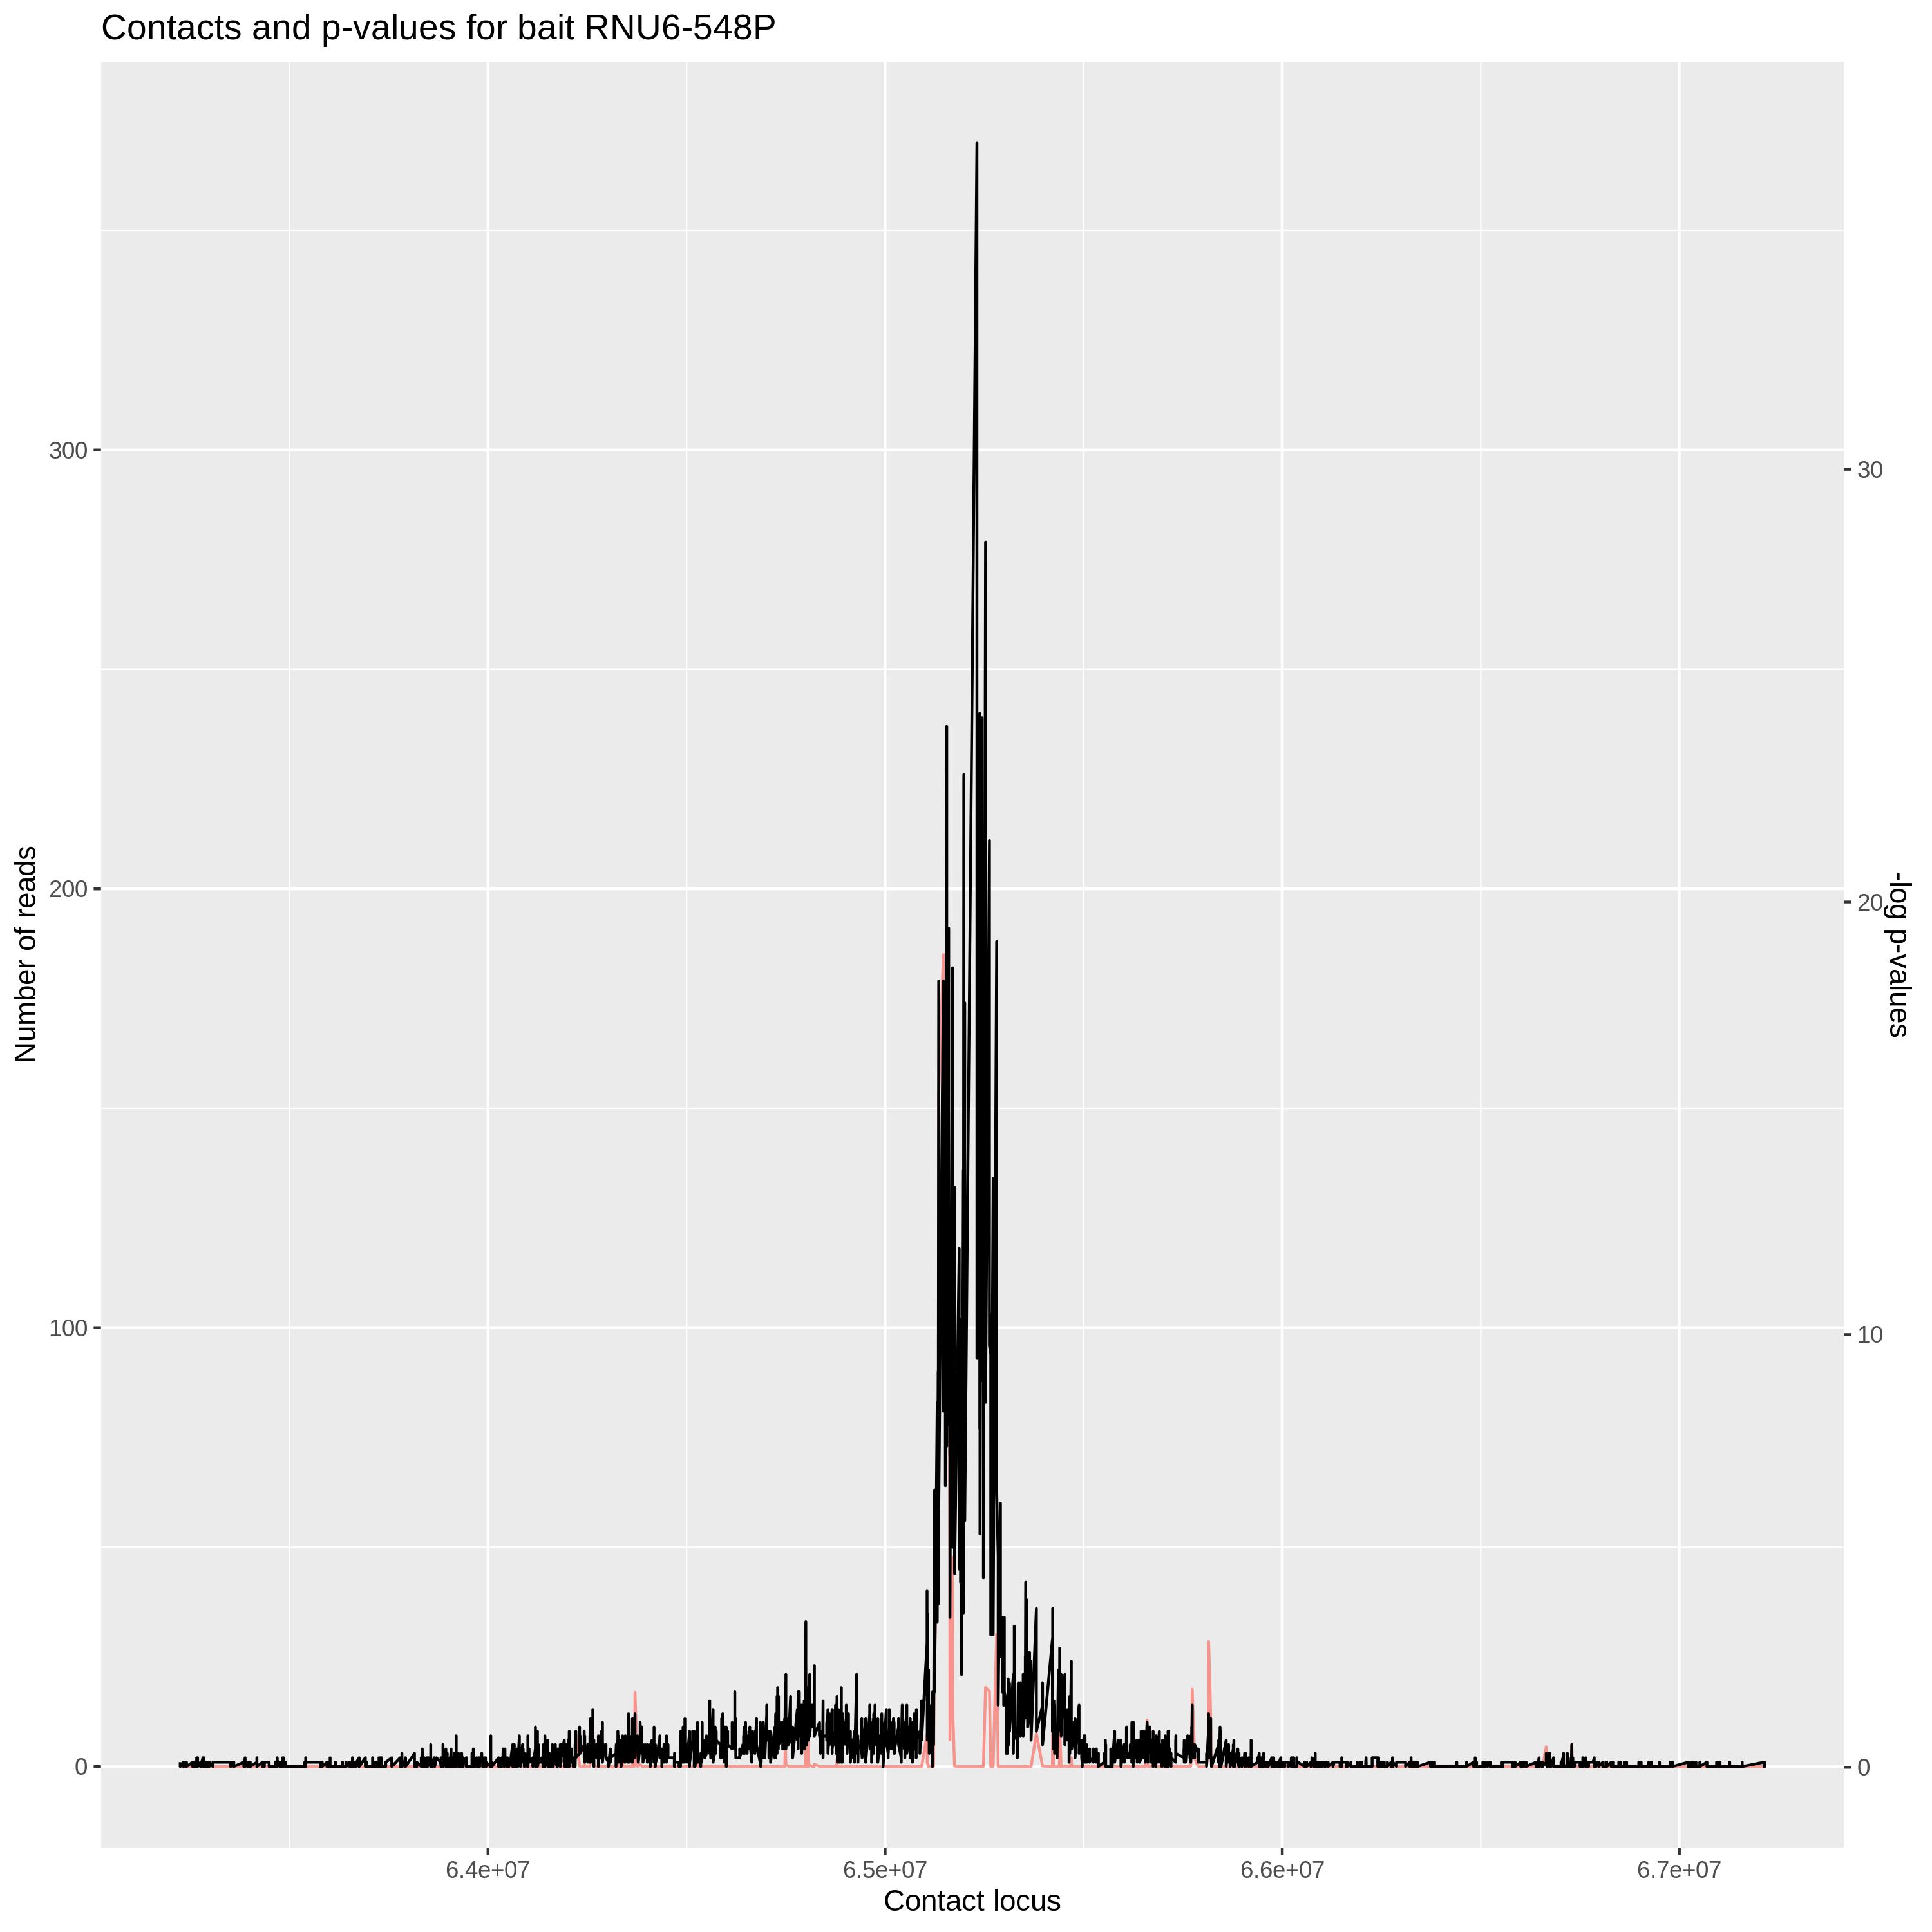 Contacts and p-values for bait RNU6-548P
300
200
100
0
Number of reads
30
20
10
0
-log p-values
6.4e+07
6.5e+07
6.6e+07
6.7e+07
Contact locus